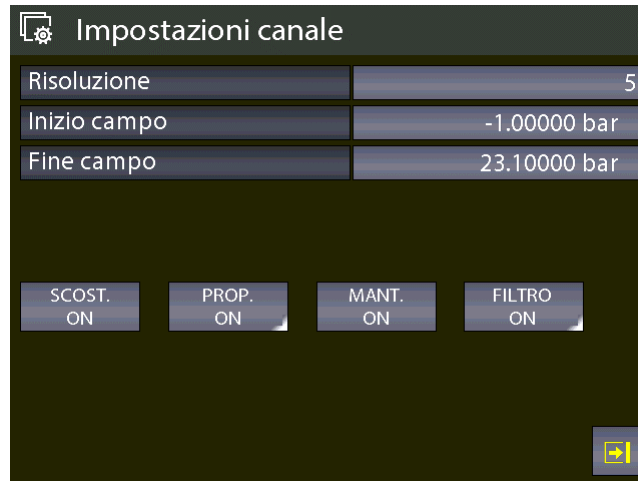 Impostazioni canale
Risoluzione 5
Inizio campo -1.00000 bar
Fine campo 23.10000 bar
SCOST. PROP. MANT. FILTRO
ON ON ON ON